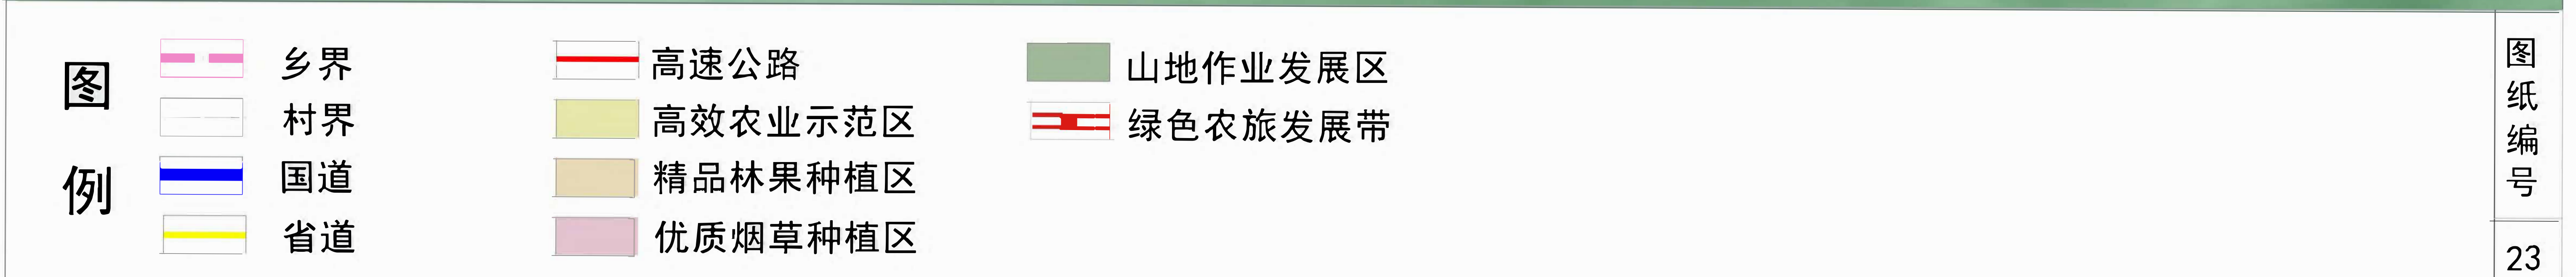 图例
乡界
村界
国道
省道
高速公路
高效农业示范区
精品林果种植区
优质烟草种植区
山地作业发展区
绿色农旅发展带
图纸编号
23